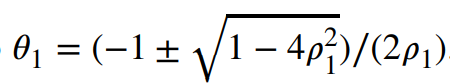 θ₁ = (−1 ± √(1 − 4ρ₁²))/(2ρ₁).